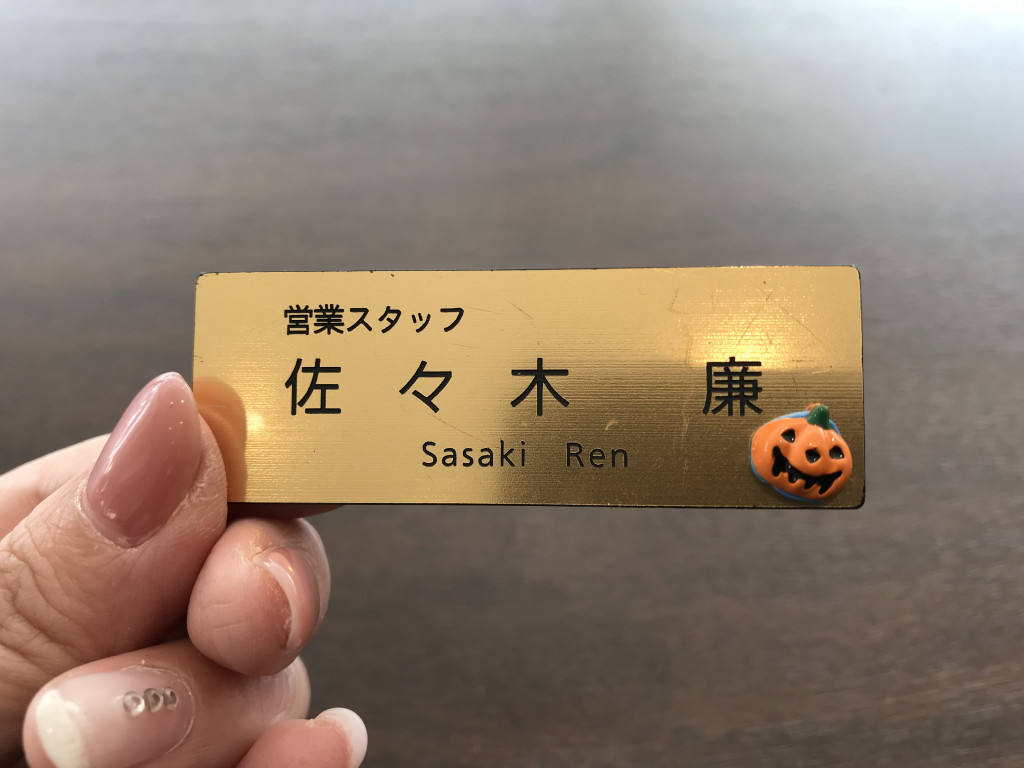 営業スタッフ
佐々木 廉
Sasaki Ren